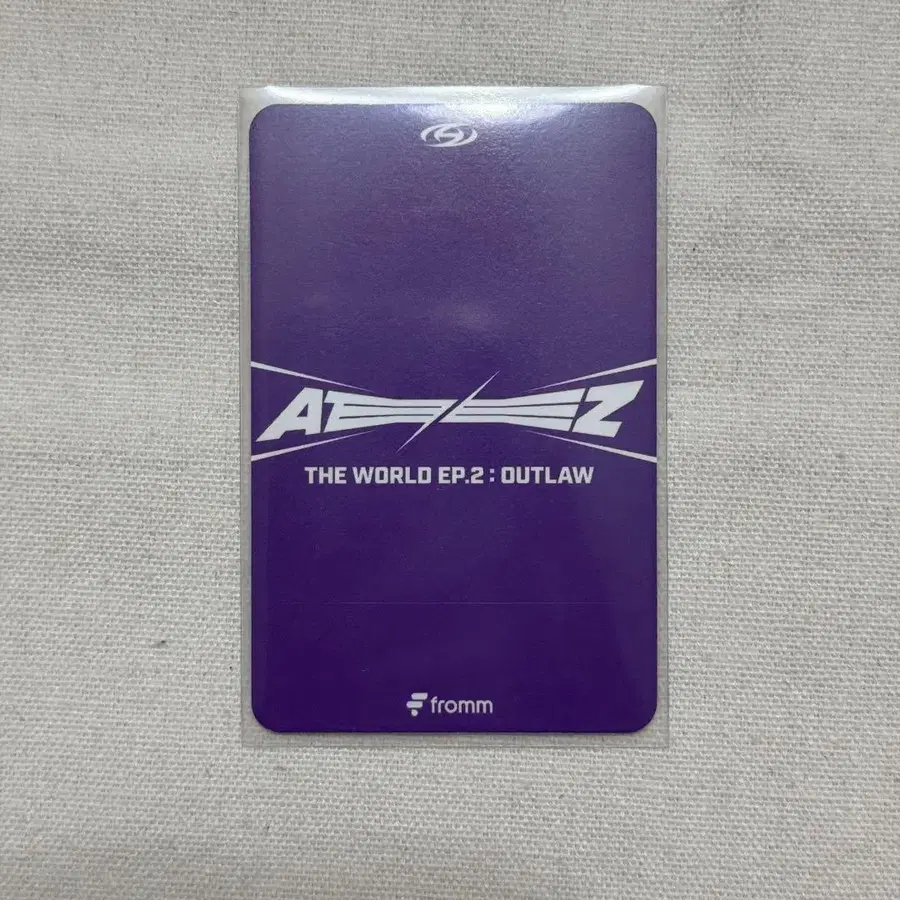 ATEEZ
THE WORLD EP.2 : OUTLAW
fromm